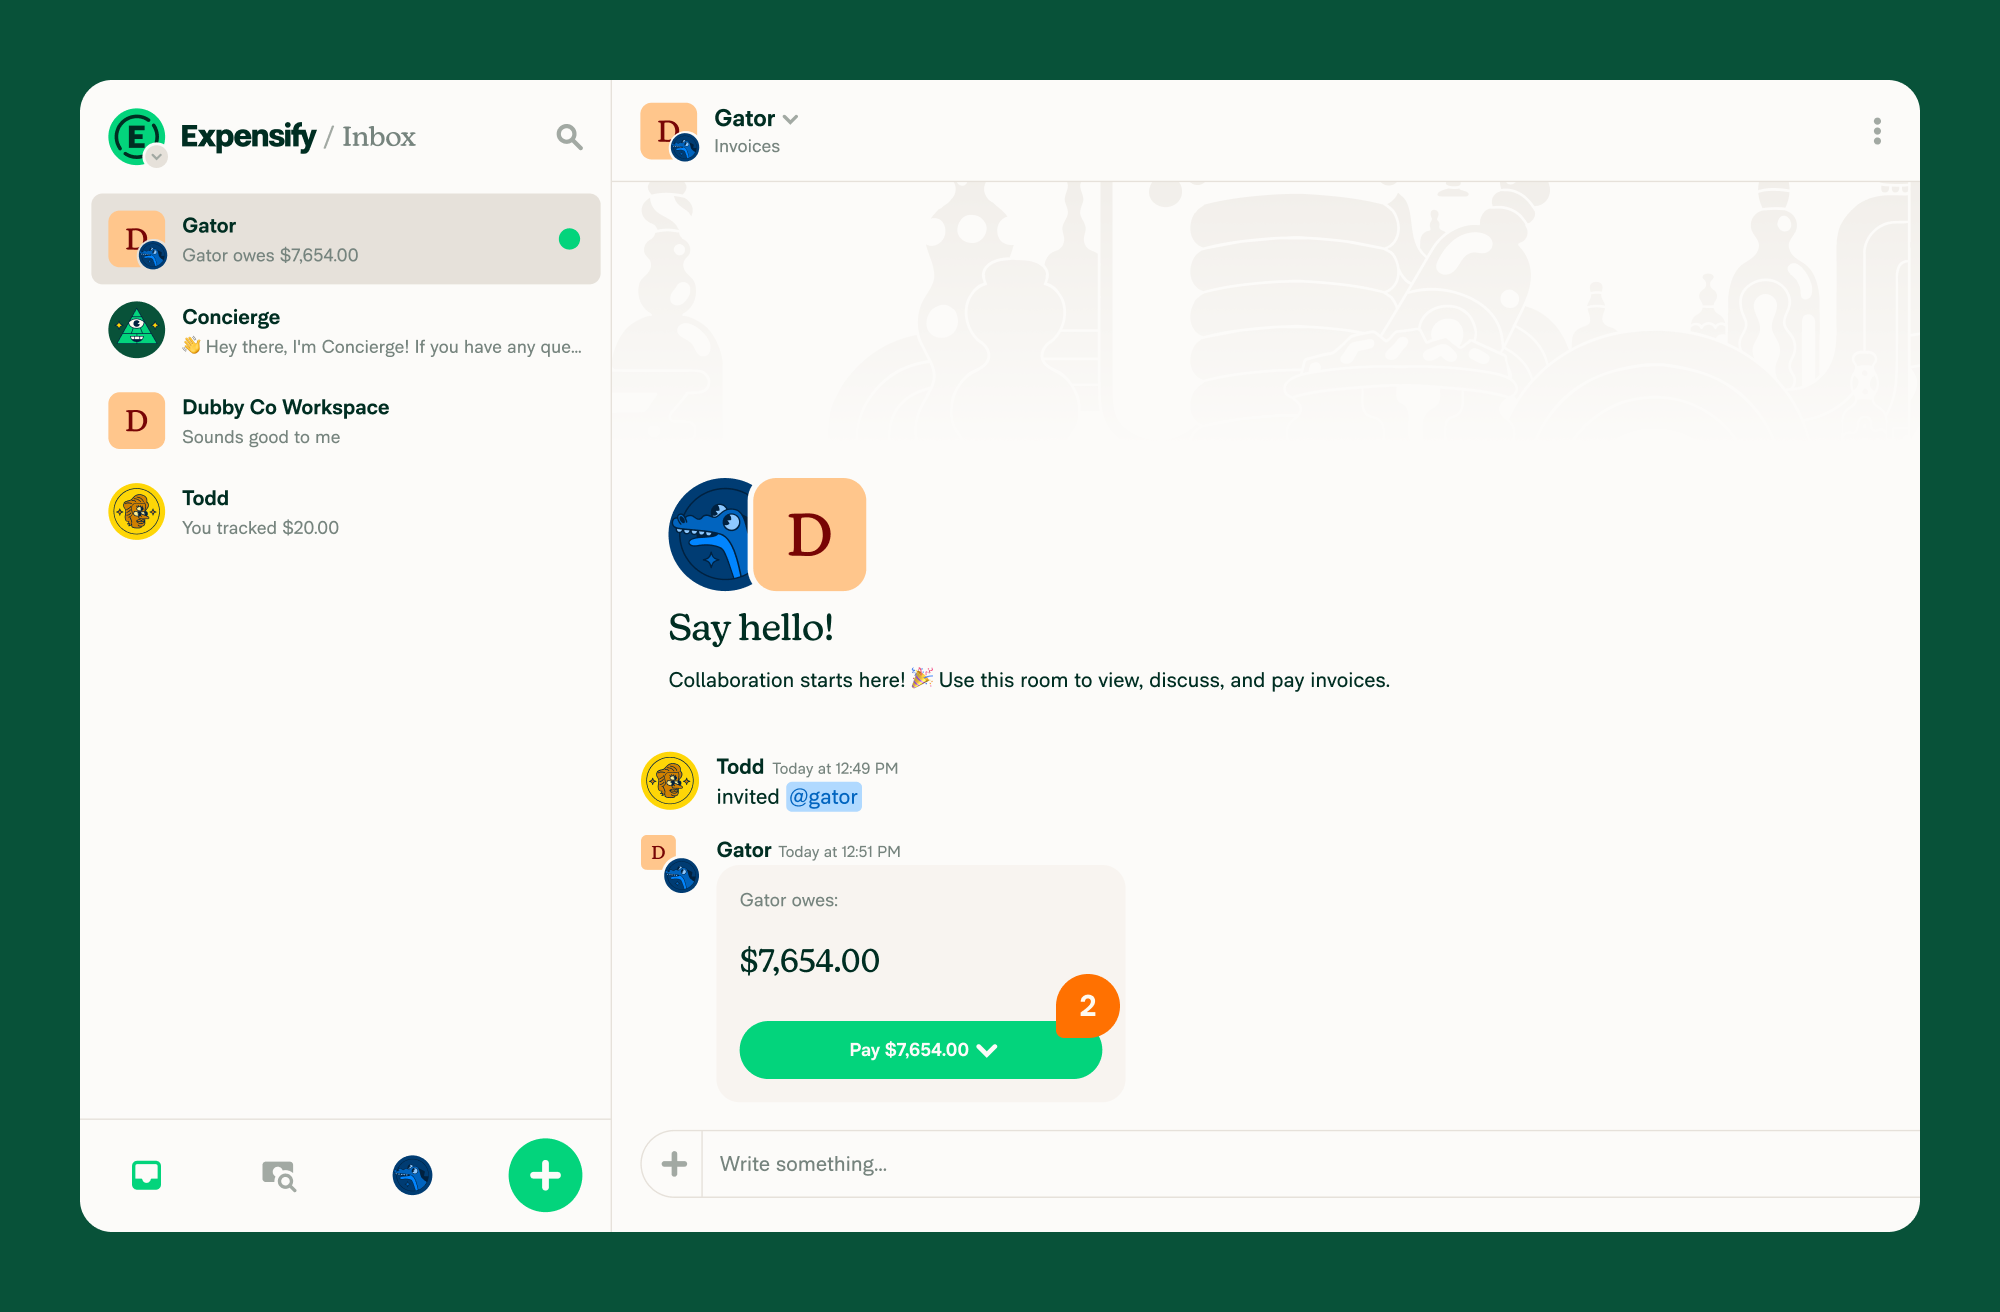 E Expensify / Inbox
D
Gator
Gator owes $7,654.00
Concierge
👋 Hey there, I'm Concierge! If you have any que...
D
Dubby Co Workspace
Sounds good to me
Todd
You tracked $20.00
D
Gator
Invoices
D
Say hello!
Collaboration starts here! 🎉 Use this room to view, discuss, and pay invoices.
Todd Today at 12:49 PM
invited @gator
D
Gator Today at 12:51 PM
Gator owes:
$7,654.00
2
Pay $7,654.00
Write something...